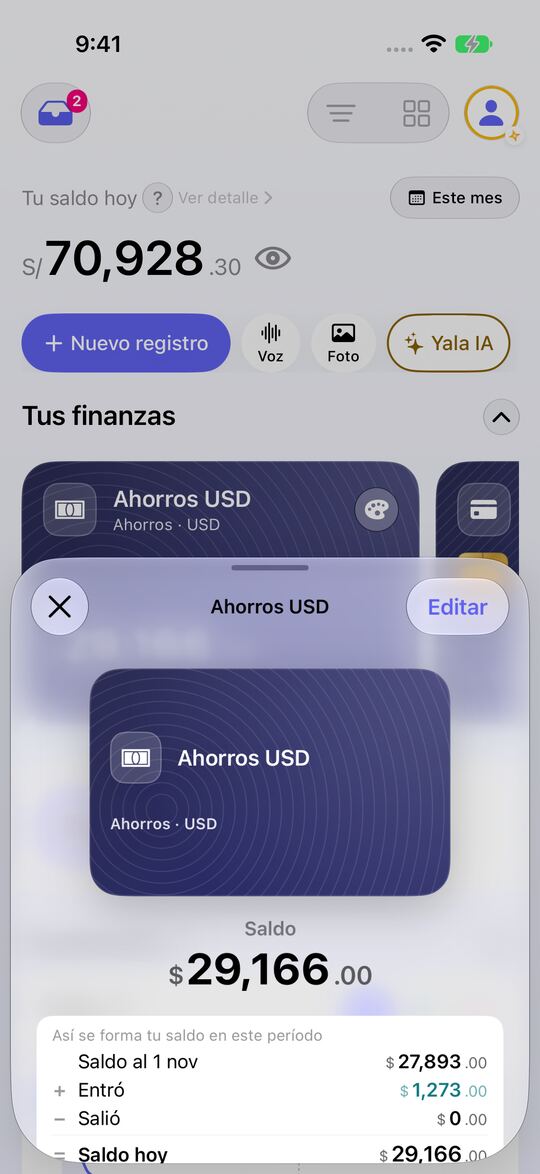 9:41
2
Tu saldo hoy ? Ver detalle
Este mes
S/70,928.30
+ Nuevo registro
Voz
Foto
Yala IA
Tus finanzas
Ahorros USD
Ahorros · USD
Ahorros USD
Editar
Ahorros USD
Ahorros · USD
Saldo
$29,166.00
Así se forma tu saldo en este período
Saldo al 1 nov $27,893.00
+ Entró $1,273.00
− Salió $0.00
= Saldo hoy $29,166.00